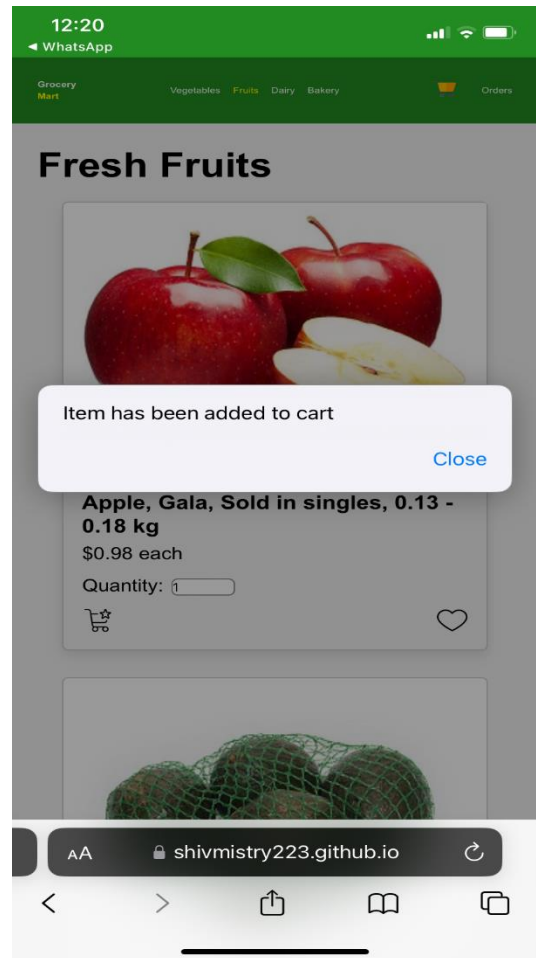 12:20
◀ WhatsApp
Grocery
Mart
Vegetables Fruits Dairy Bakery
Orders
Fresh Fruits
Item has been added to cart
Close
Apple, Gala, Sold in singles, 0.13 -
0.18 kg
$0.98 each
Quantity: 1
AA shivmistry223.github.io